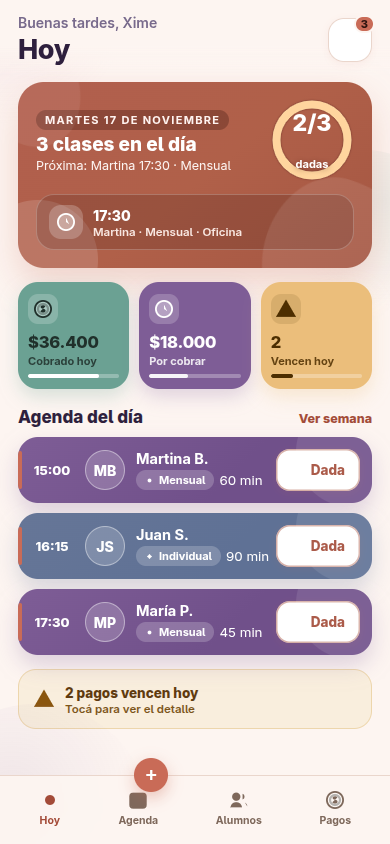 Buenas tardes, Xime
Hoy
3
MARTES 17 DE NOVIEMBRE
3 clases en el día
Próxima: Martina 17:30 · Mensual
2/3
dadas
17:30
Martina · Mensual · Oficina
$36.400
Cobrado hoy
$18.000
Por cobrar
2
Vencen hoy
Agenda del día
Ver semana
15:00
MB
Martina B.
Mensual
60 min
Dada
16:15
JS
Juan S.
Individual
90 min
Dada
17:30
MP
María P.
Mensual
45 min
Dada
2 pagos vencen hoy
Tocá para ver el detalle
+
Hoy
Agenda
Alumnos
Pagos